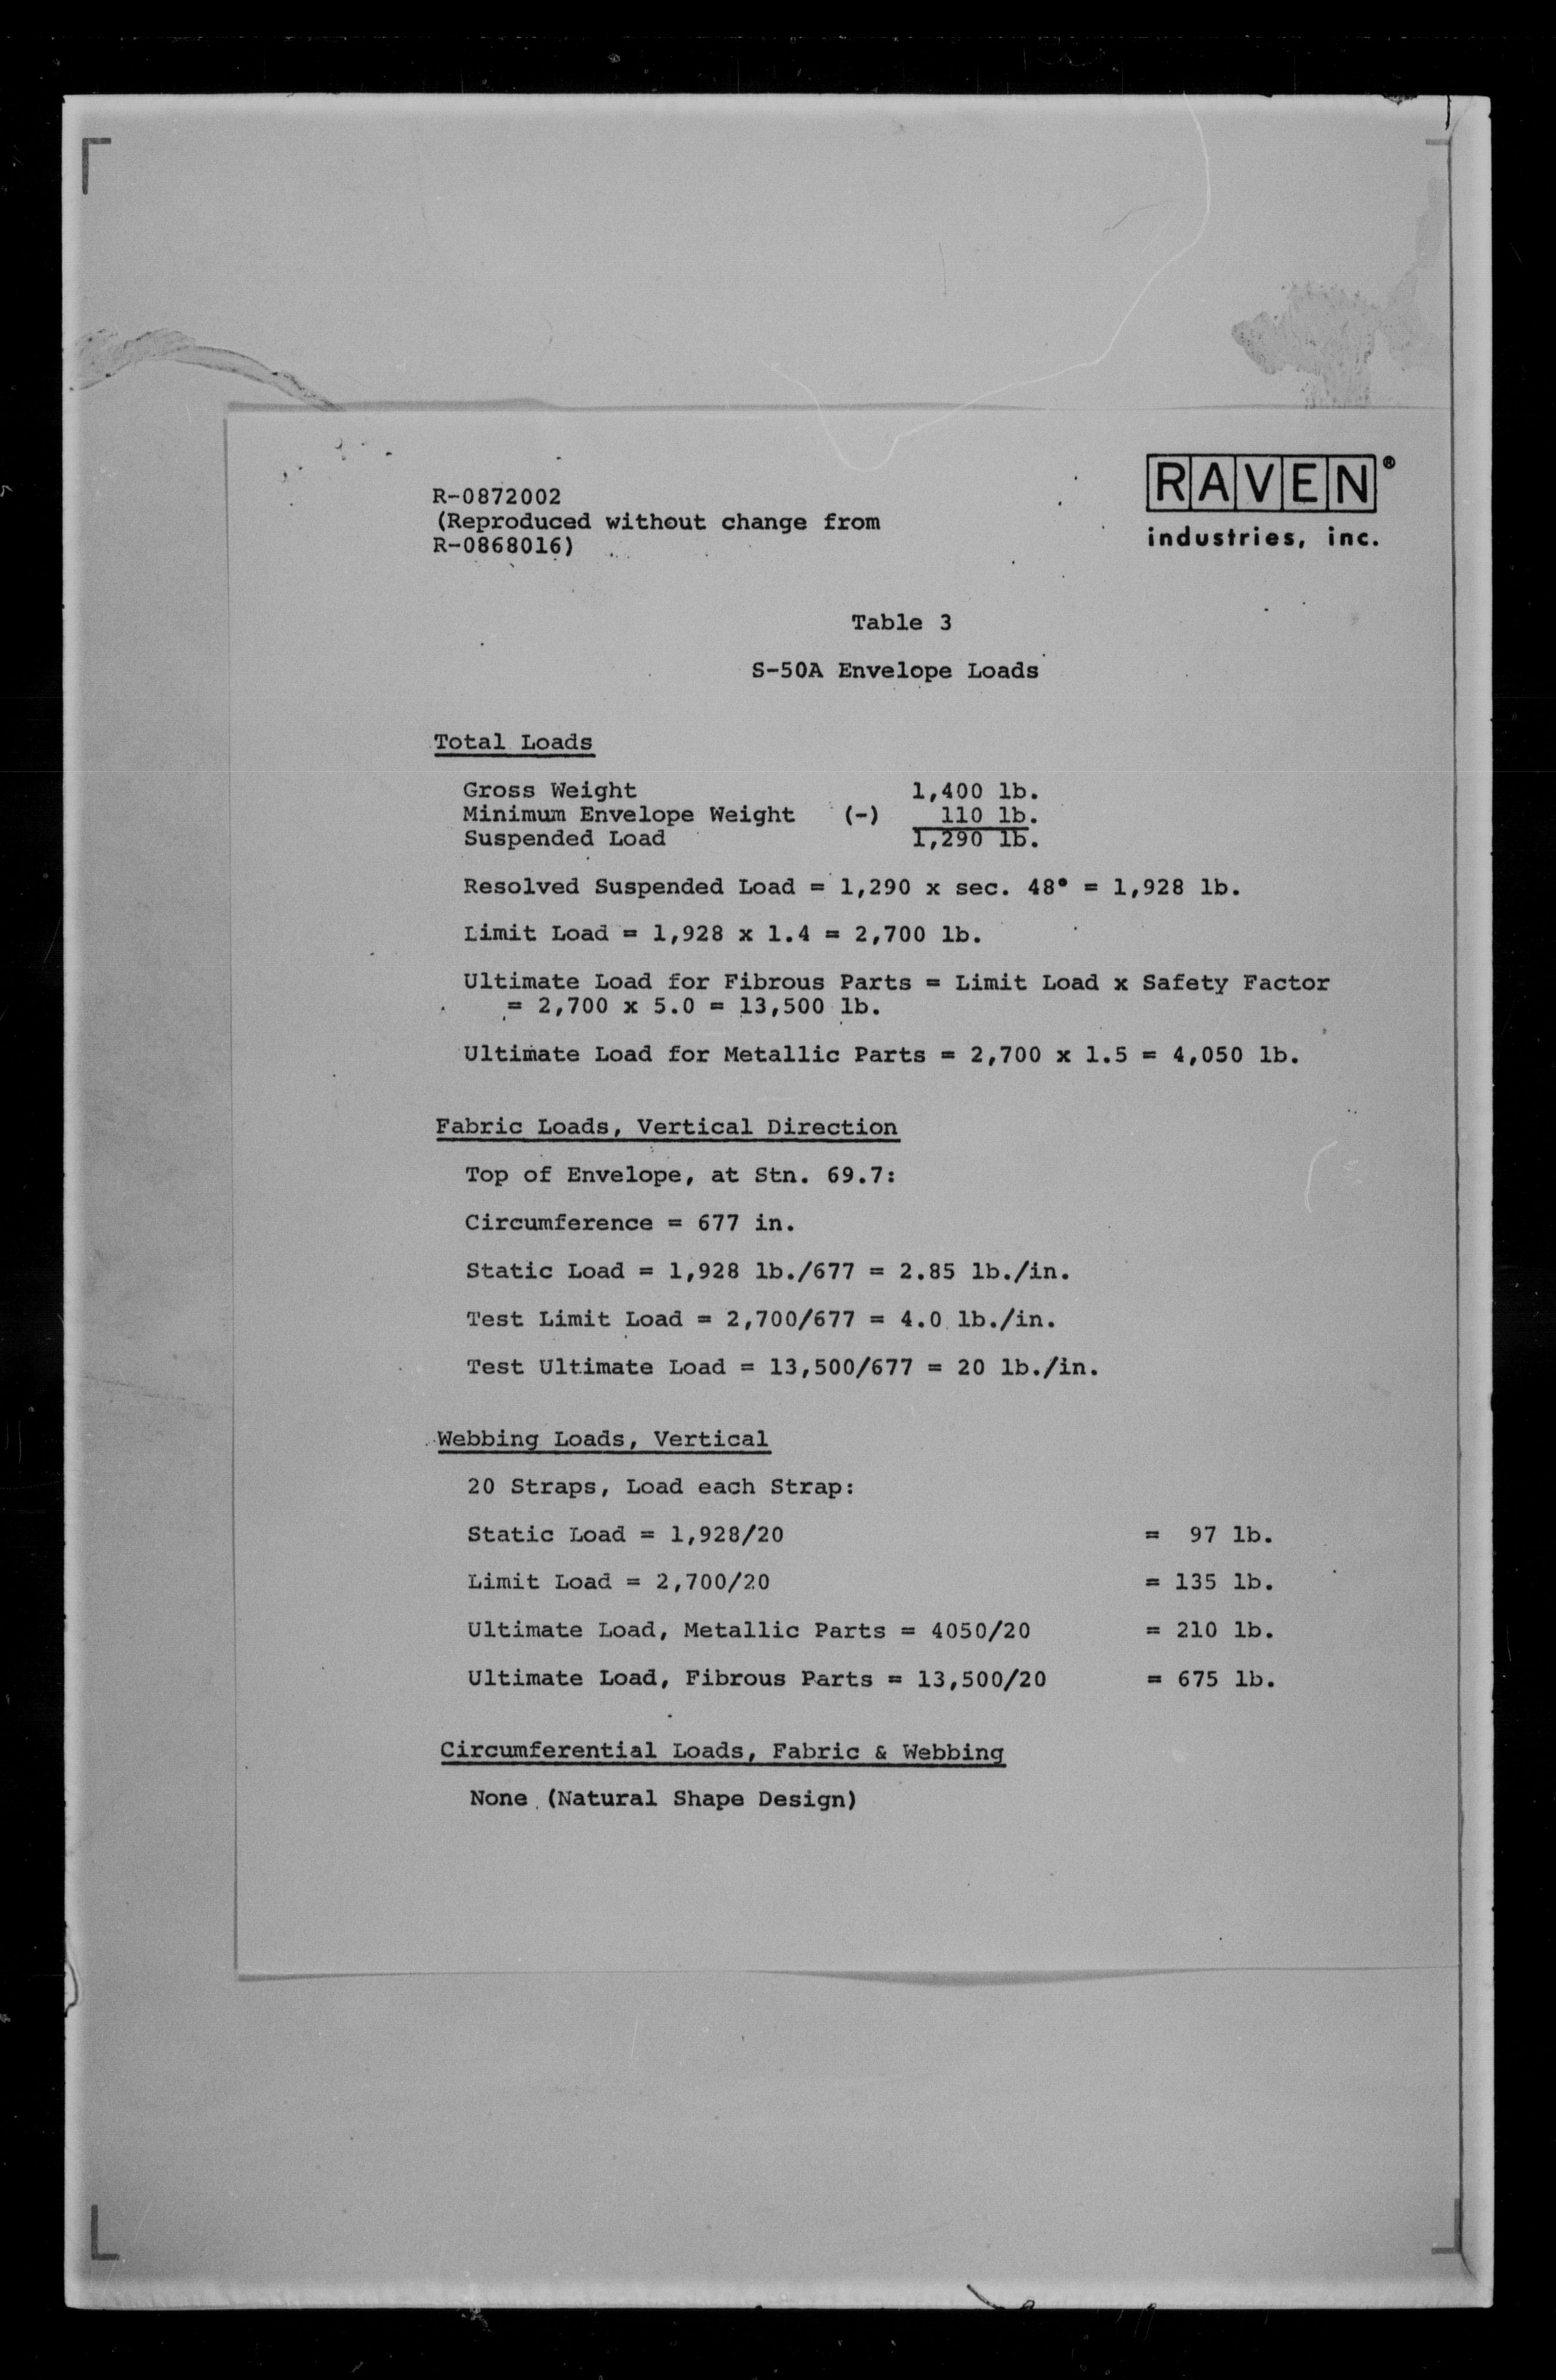 R-0872002
(Reproduced without change from
R-0868016)
RAVEN®
industries, inc.
Table 3
S-50A Envelope Loads
Total Loads
Gross Weight 1,400 lb.
Minimum Envelope Weight (-) 110 lb.
Suspended Load 1,290 lb.
Resolved Suspended Load = 1,290 x sec. 48° = 1,928 lb.
Limit Load = 1,928 x 1.4 = 2,700 lb.
Ultimate Load for Fibrous Parts = Limit Load x Safety Factor
= 2,700 x 5.0 = 13,500 lb.
Ultimate Load for Metallic Parts = 2,700 x 1.5 = 4,050 lb.
Fabric Loads, Vertical Direction
Top of Envelope, at Stn. 69.7:
Circumference = 677 in.
Static Load = 1,928 lb./677 = 2.85 lb./in.
Test Limit Load = 2,700/677 = 4.0 lb./in.
Test Ultimate Load = 13,500/677 = 20 lb./in.
Webbing Loads, Vertical
20 Straps, Load each Strap:
Static Load = 1,928/20 = 97 lb.
Limit Load = 2,700/20 = 135 lb.
Ultimate Load, Metallic Parts = 4050/20 = 210 lb.
Ultimate Load, Fibrous Parts = 13,500/20 = 675 lb.
Circumferential Loads, Fabric & Webbing
None (Natural Shape Design)